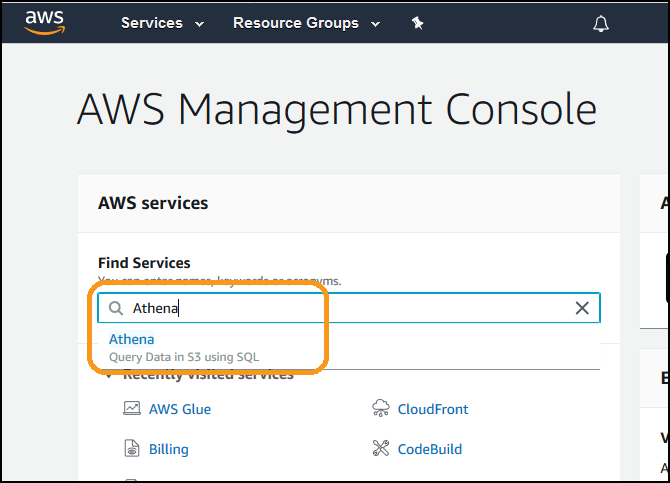 aws Services Resource Groups
AWS Management Console
AWS services
Find Services
You can enter names, keywords or acronyms.
Athena
Athena
Query Data in S3 using SQL
Recently visited services
AWS Glue CloudFront
Billing CodeBuild